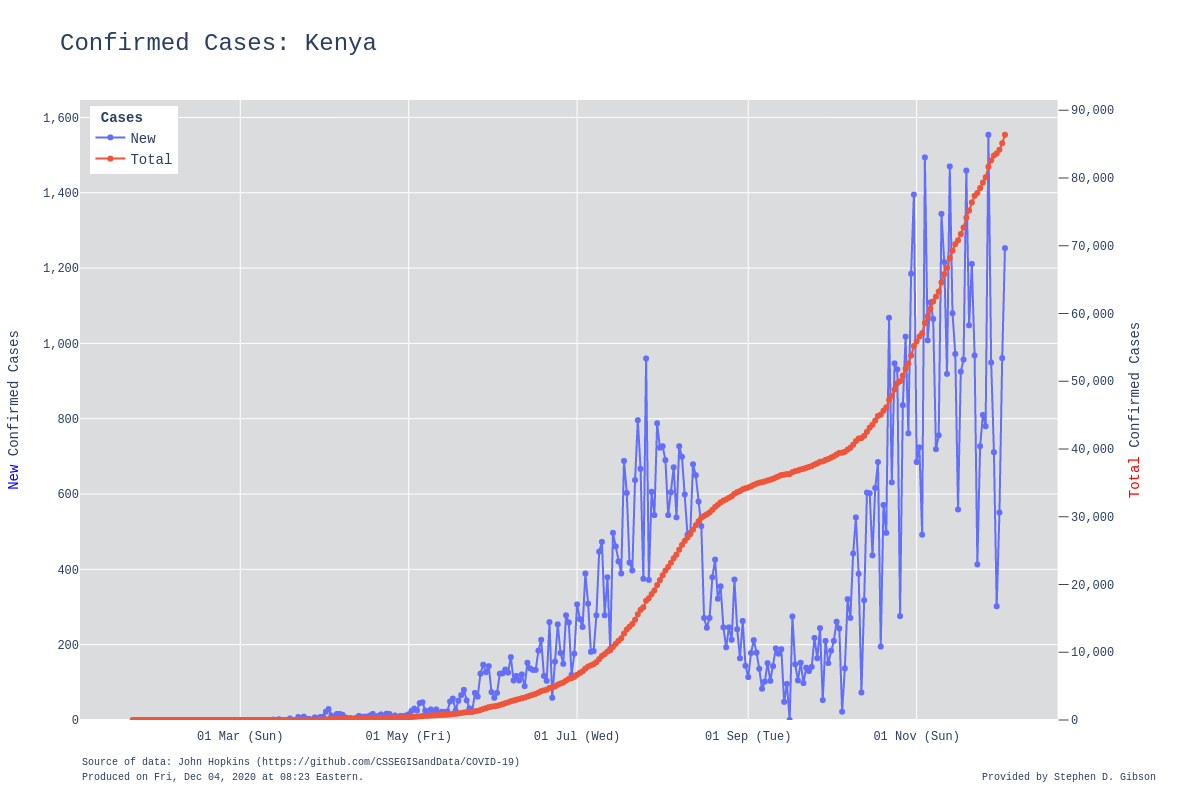 Confirmed Cases: Kenya
Cases
New
Total
1,600
1,400
1,200
1,000
800
600
400
200
0
New Confirmed Cases
90,000
80,000
70,000
60,000
50,000
40,000
30,000
20,000
10,000
0
Total Confirmed Cases
01 Mar (Sun)
01 May (Fri)
01 Jul (Wed)
01 Sep (Tue)
01 Nov (Sun)
Source of data: John Hopkins (https://github.com/CSSEGISandData/COVID-19)
Produced on Fri, Dec 04, 2020 at 08:23 Eastern.
Provided by Stephen D. Gibson